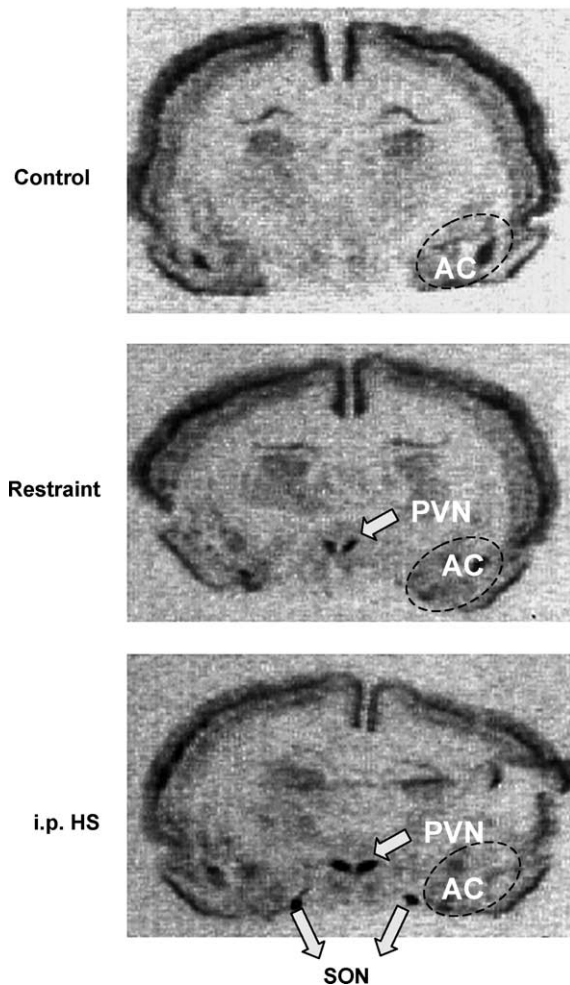 Control
AC
Restraint
PVN
AC
i.p. HS
PVN
AC
SON